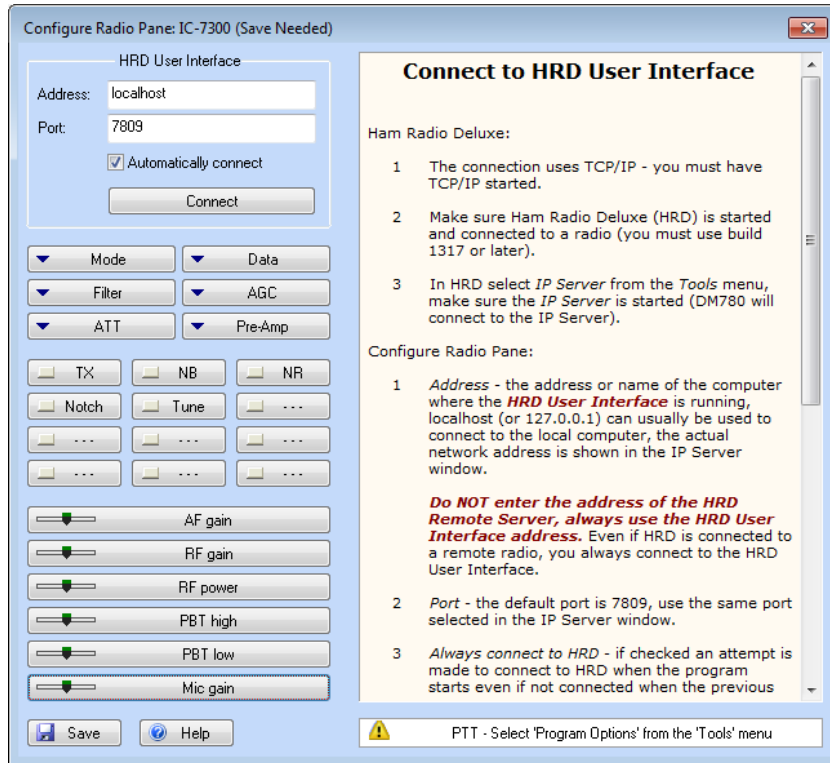 Configure Radio Pane: IC-7300 (Save Needed)
HRD User Interface
Address: localhost
Port: 7809
Automatically connect
Connect
Mode Data
Filter AGC
ATT Pre-Amp
TX NB NR
Notch Tune ---
--- --- ---
--- --- ---
AF gain
RF gain
RF power
PBT high
PBT low
Mic gain
Save Help
Connect to HRD User Interface
Ham Radio Deluxe:
1 The connection uses TCP/IP - you must have
TCP/IP started.
2 Make sure Ham Radio Deluxe (HRD) is started
and connected to a radio (you must use build
1317 or later).
3 In HRD select IP Server from the Tools menu,
make sure the IP Server is started (DM780 will
connect to the IP Server).
Configure Radio Pane:
1 Address - the address or name of the computer
where the HRD User Interface is running,
localhost (or 127.0.0.1) can usually be used to
connect to the local computer, the actual
network address is shown in the IP Server
window.
Do NOT enter the address of the HRD
Remote Server, always use the HRD User
Interface address. Even if HRD is connected to
a remote radio, you always connect to the HRD
User Interface.
2 Port - the default port is 7809, use the same port
selected in the IP Server window.
3 Always connect to HRD - if checked an attempt is
made to connect to HRD when the program
starts even if not connected when the previous
PTT - Select 'Program Options' from the 'Tools' menu